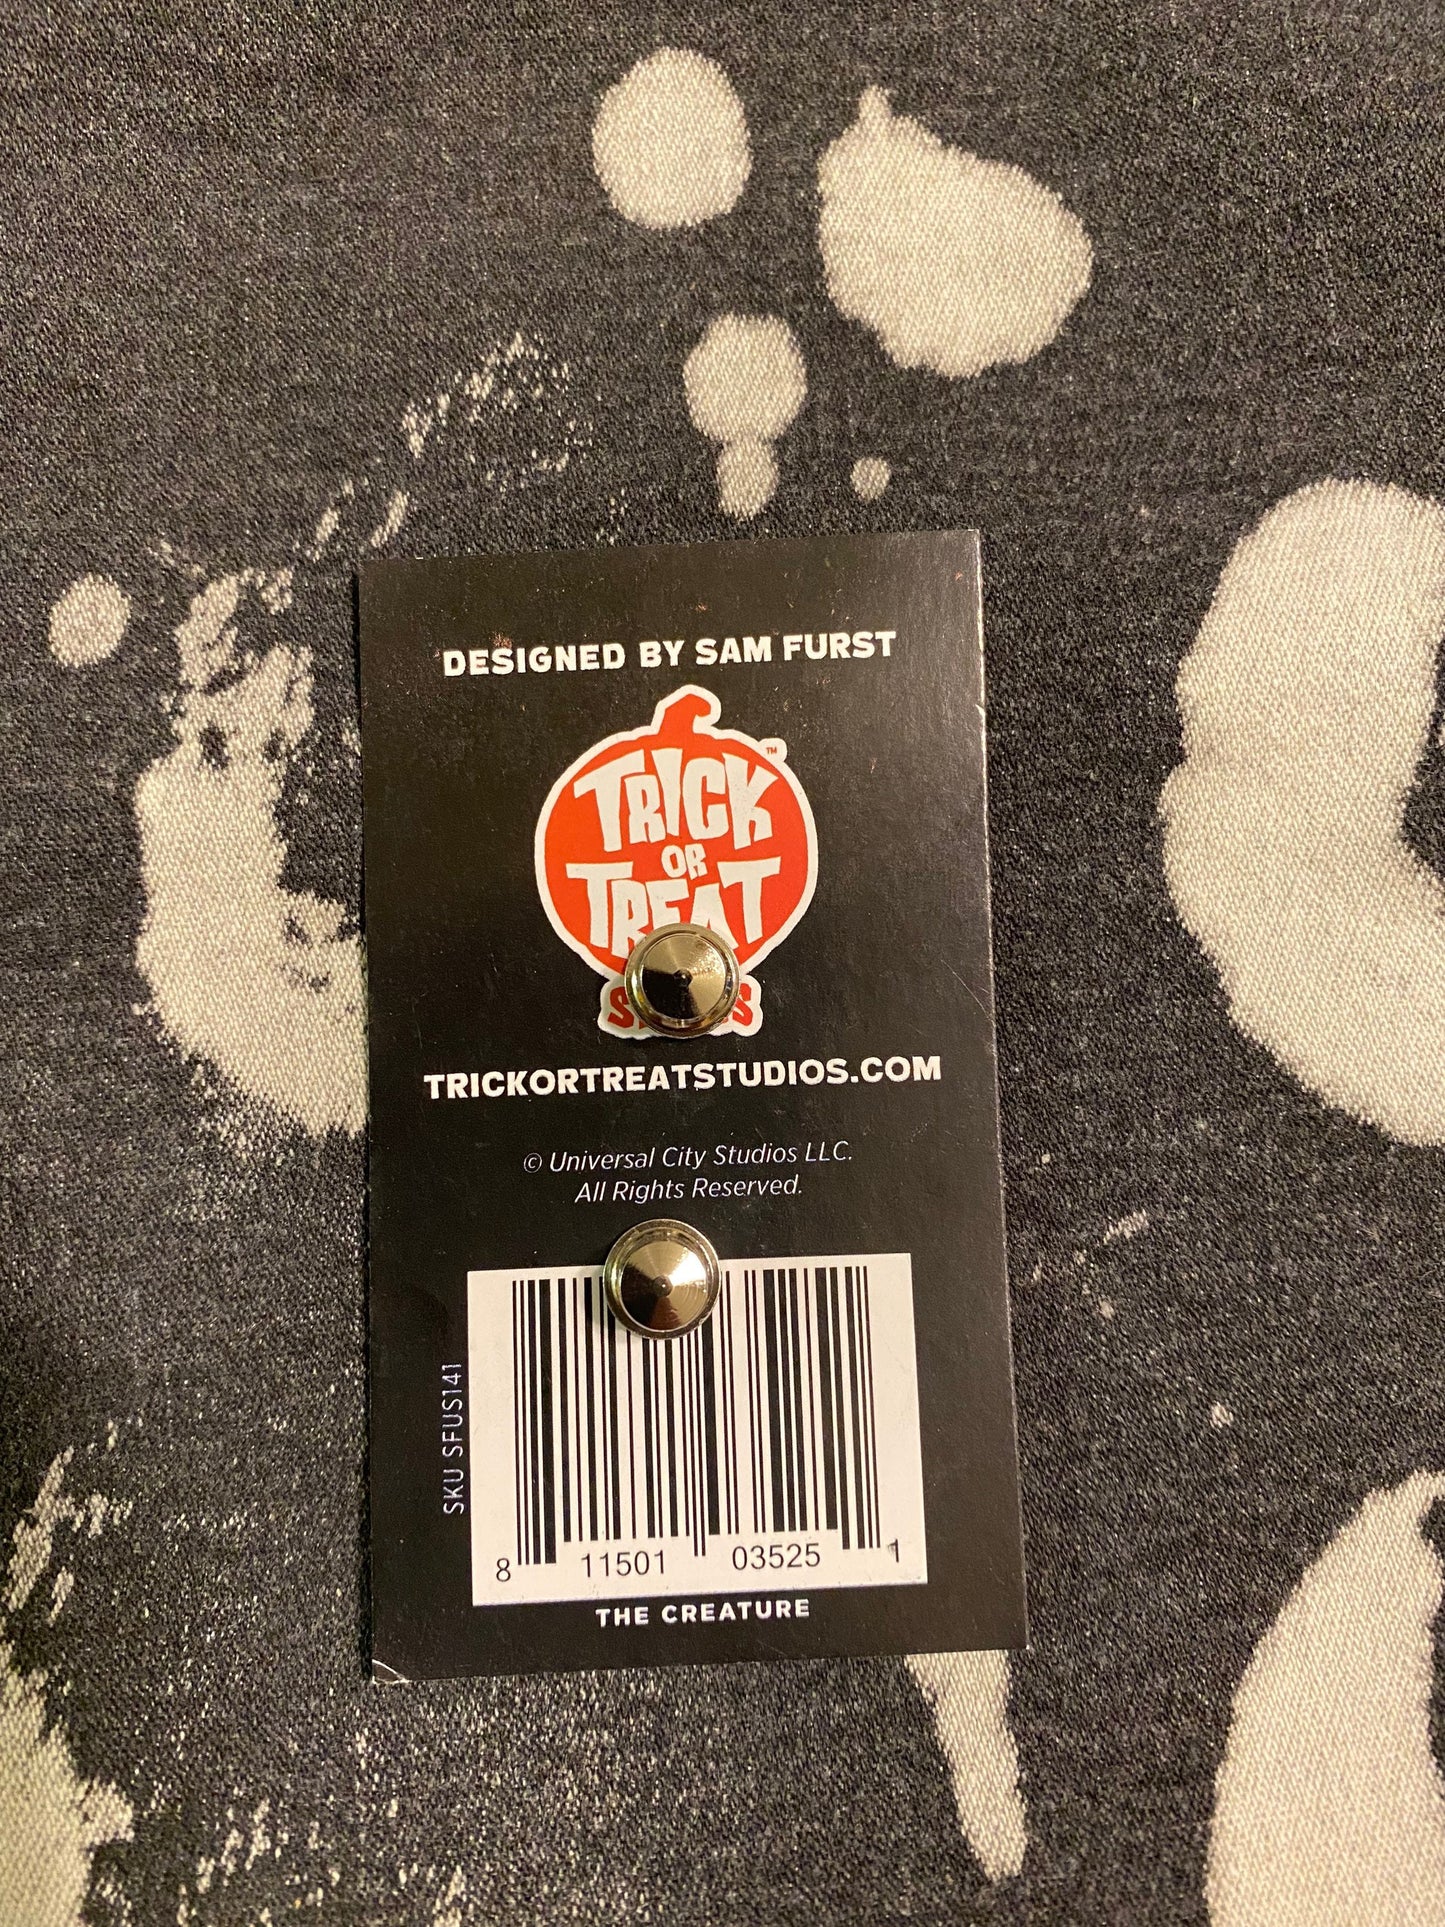 DESIGNED BY SAM FURST
TRICK
OR
TREAT
TM
TRICKORTREATSTUDIOS.COM
© Universal City Studios LLC.
All Rights Reserved.
SKU SFUS141
8 11501 03525 1
THE CREATURE